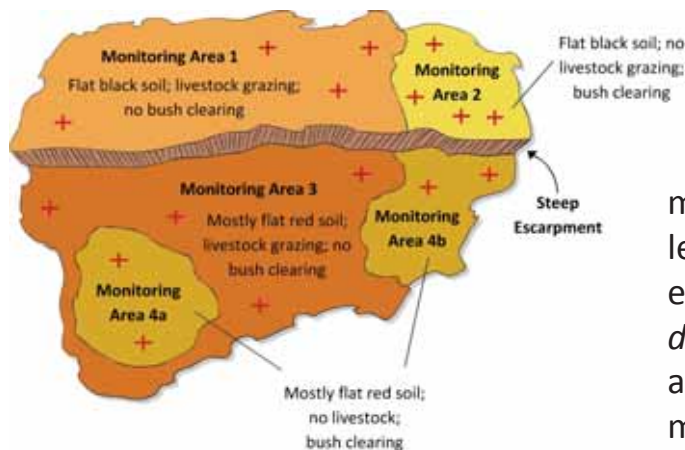 Monitoring Area 1
Flat black soil; livestock grazing;
no bush clearing
Monitoring
Area 2
Flat black soil; no
livestock grazing;
bush clearing
Monitoring Area 3
Mostly flat red soil;
livestock grazing; no
bush clearing
Monitoring
Area 4b
Steep
Escarpment
Monitoring
Area 4a
Mostly flat red soil;
no livestock;
bush clearing
m
le
e
d
a
m